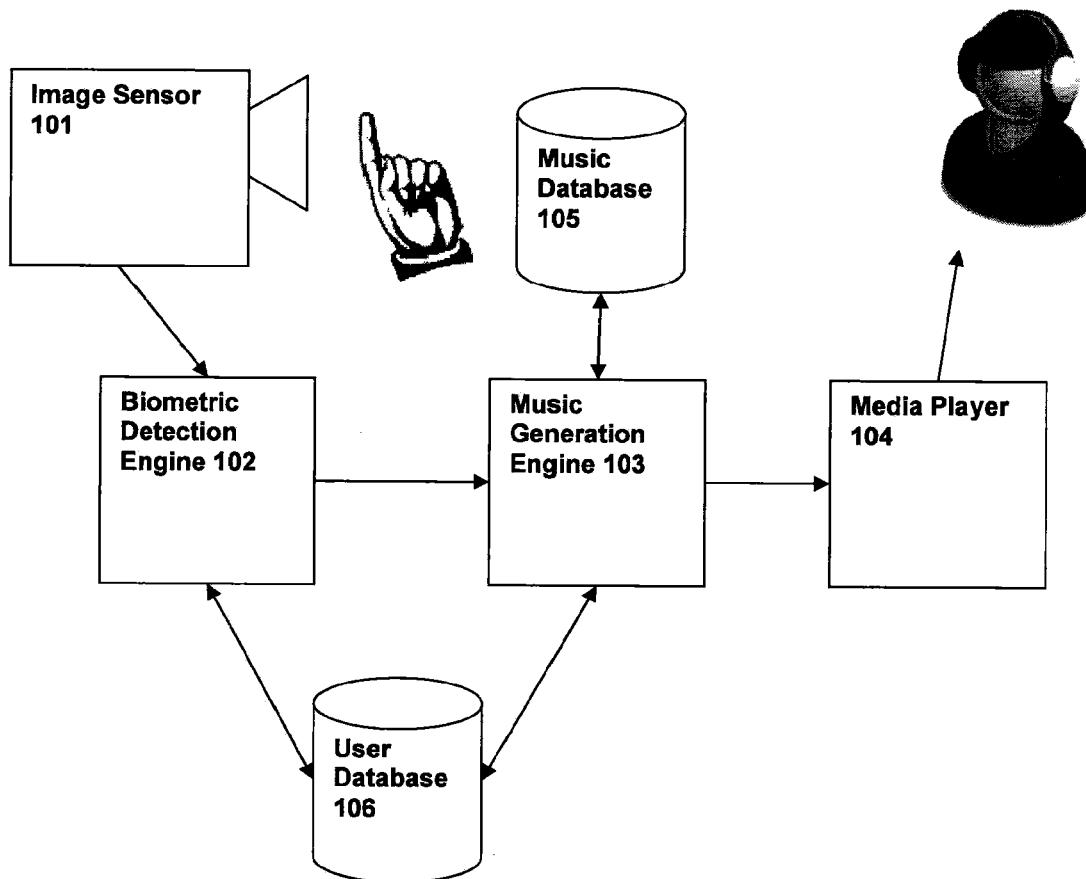 Image Sensor
101
Music
Database
105
Biometric
Detection
Engine 102
Music
Generation
Engine 103
Media Player
104
User
Database
106